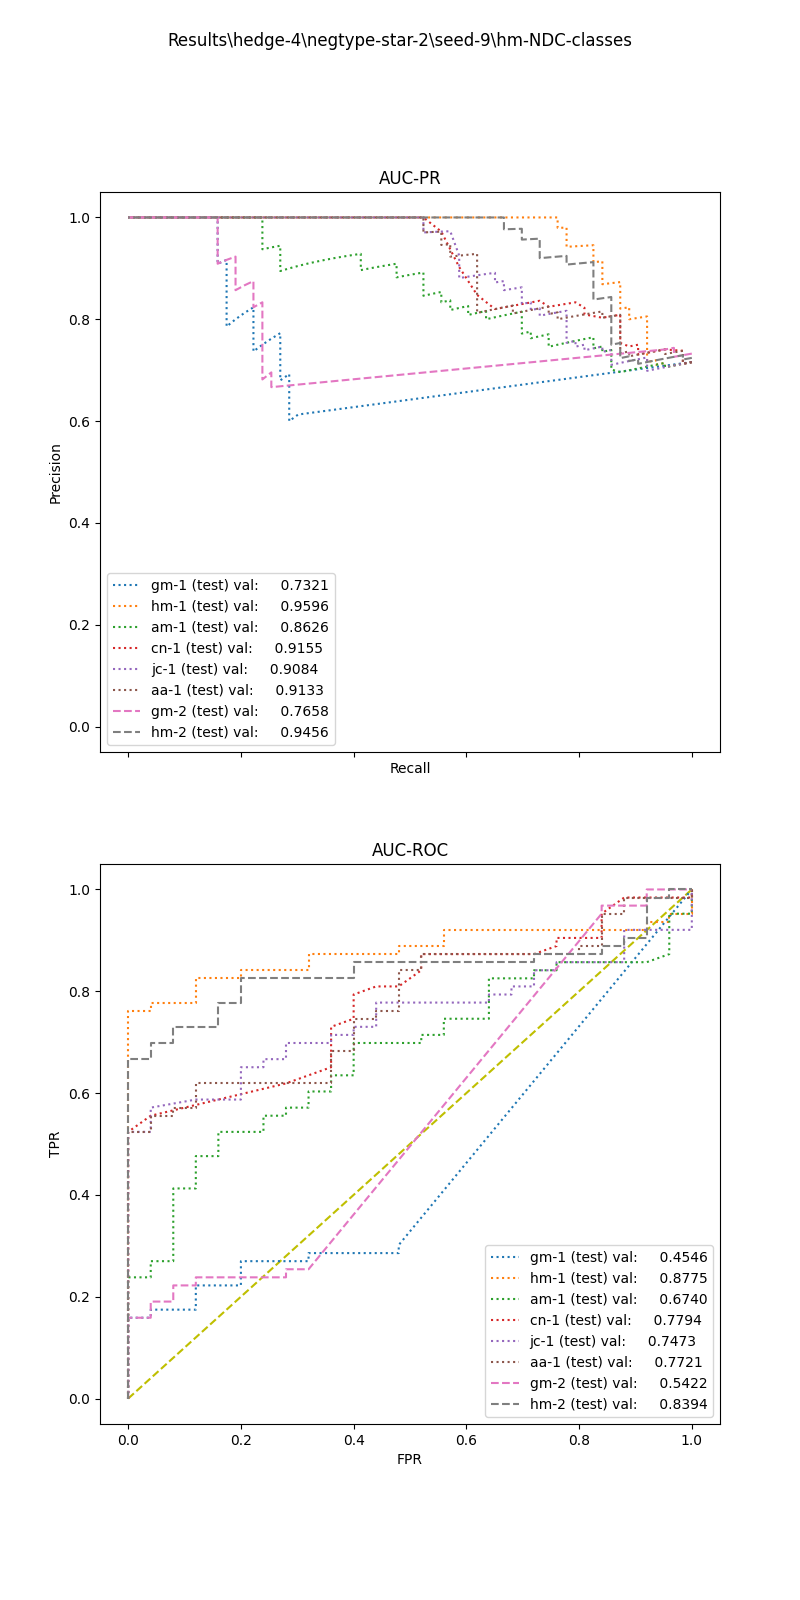 Results\hedge-4\negtype-star-2\seed-9\hm-NDC-classes
AUC-PR
1.0
0.8
0.6
0.4
0.2
0.0
Precision
gm-1 (test) val: 0.7321
hm-1 (test) val: 0.9596
am-1 (test) val: 0.8626
cn-1 (test) val: 0.9155
jc-1 (test) val: 0.9084
aa-1 (test) val: 0.9133
gm-2 (test) val: 0.7658
hm-2 (test) val: 0.9456
Recall
AUC-ROC
1.0
0.8
0.6
0.4
0.2
0.0
TPR
gm-1 (test) val: 0.4546
hm-1 (test) val: 0.8775
am-1 (test) val: 0.6740
cn-1 (test) val: 0.7794
jc-1 (test) val: 0.7473
aa-1 (test) val: 0.7721
gm-2 (test) val: 0.5422
hm-2 (test) val: 0.8394
0.0 0.2 0.4 0.6 0.8 1.0
FPR